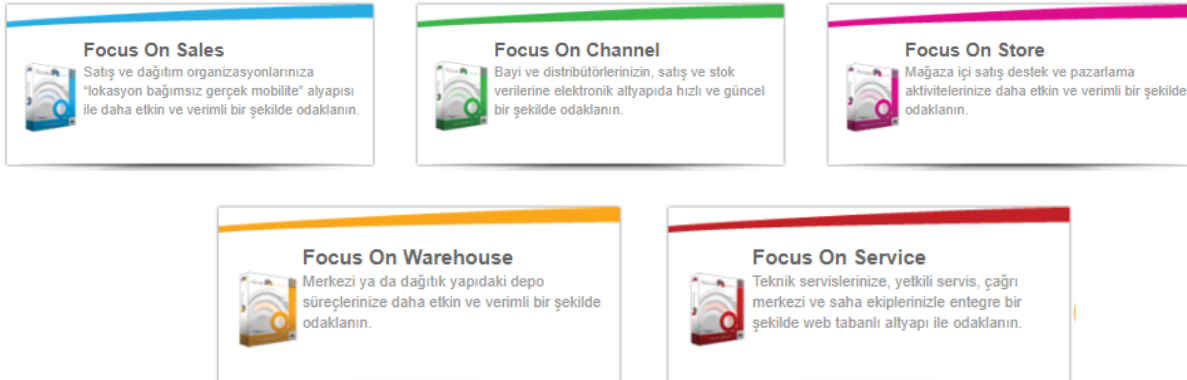 Focus On Sales
Satış ve dağıtım organizasyonlarınıza
“lokasyon bağımsız gerçek mobilite” alyapısı
ile daha etkin ve verimli bir şekilde odaklanın.
Focus On Channel
Bayi ve distribütörlerinizin, satış ve stok
verilerine elektronik altyapıda hızlı ve güncel
bir şekilde odaklanın.
Focus On Store
Mağaza içi satış destek ve pazarlama
aktivitelerinize daha etkin ve verimli bir şekilde
odaklanın.
Focus On Warehouse
Merkezi ya da dağıtık yapıdaki depo
süreçlerinize daha etkin ve verimli bir şekilde
odaklanın.
Focus On Service
Teknik servislerinize, yetkili servis, çağrı
merkezi ve saha ekiplerinizle entegre bir
şekilde web tabanlı altyapı ile odaklanın.